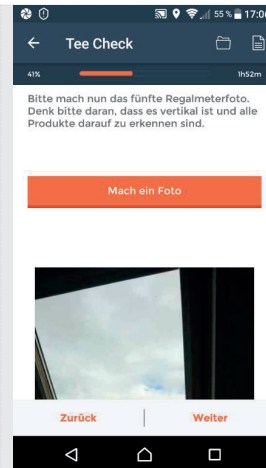 55 % 17:06
Tee Check
41% 1h52m
Bitte mach nun das fünfte Regalmeterfoto.
Denk bitte daran, dass es vertikal ist und alle
Produkte darauf zu erkennen sind.
Mach ein Foto
Zurück Weiter